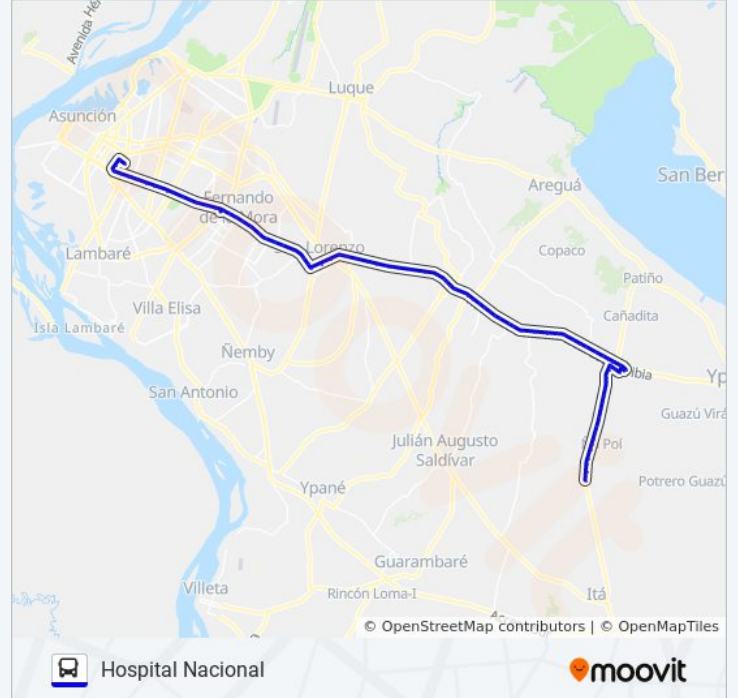 Avenida Hé
Luque
Asunción
San Ber
Areguá
Fernando
de la Mora
Lorenzo
Copaco
Lambaré
Patiño
Villa Elisa
Cañadita
Isla Lambaré
Ñemby
ibia
Yp
San Antonio
Guazú Virá
Julián Augusto
Saldívar
Poí
Potrero Guazú
Ypané
Guarambaré
Villeta
Rincón Loma-I
Itá
© OpenStreetMap contributors | © OpenMapTiles
Hospital Nacional
moovit